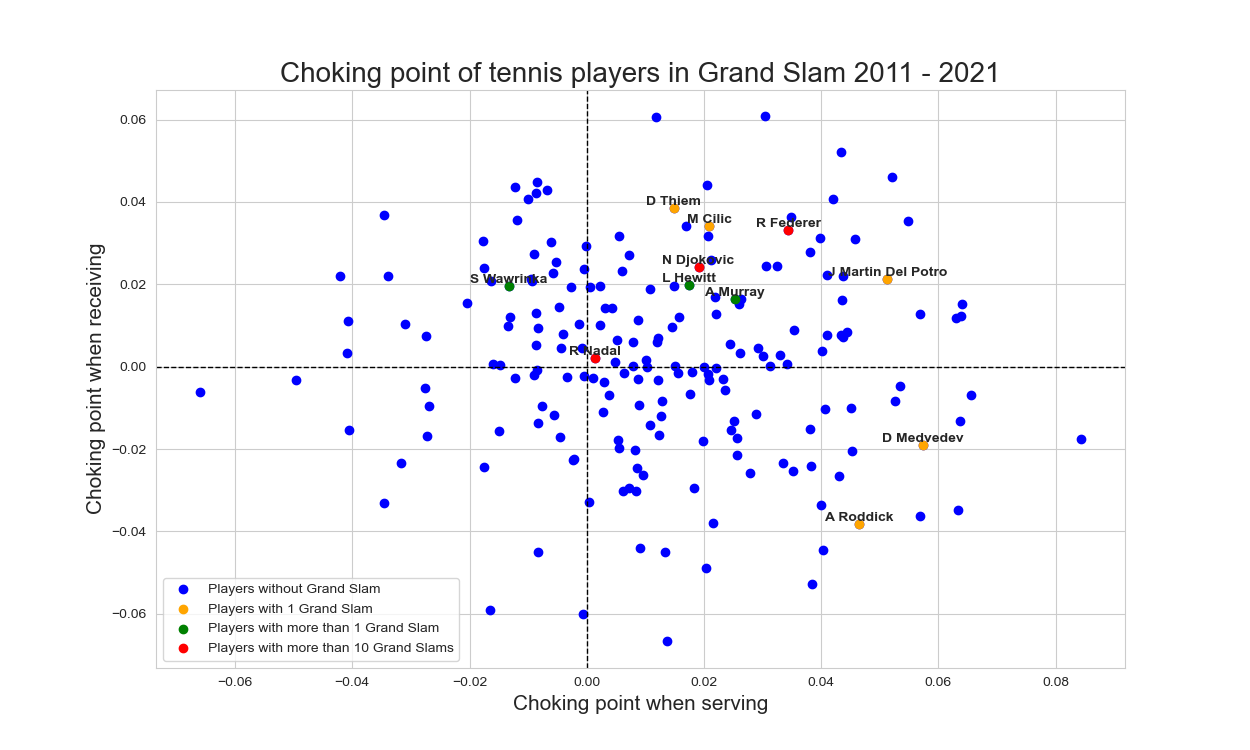 Choking point of tennis players in Grand Slam 2011 - 2021
Choking point when receiving
0.06
0.04
0.02
0.00
−0.02
−0.04
−0.06
D Thiem
M Cilic
R Federer
N Djokovic
J Martin Del Potro
S Wawrinka
L Hewitt
A Murray
R Nadal
D Medvedev
A Roddick
Players without Grand Slam
Players with 1 Grand Slam
Players with more than 1 Grand Slam
Players with more than 10 Grand Slams
−0.06
−0.04
−0.02
0.00
0.02
0.04
0.06
0.08
Choking point when serving